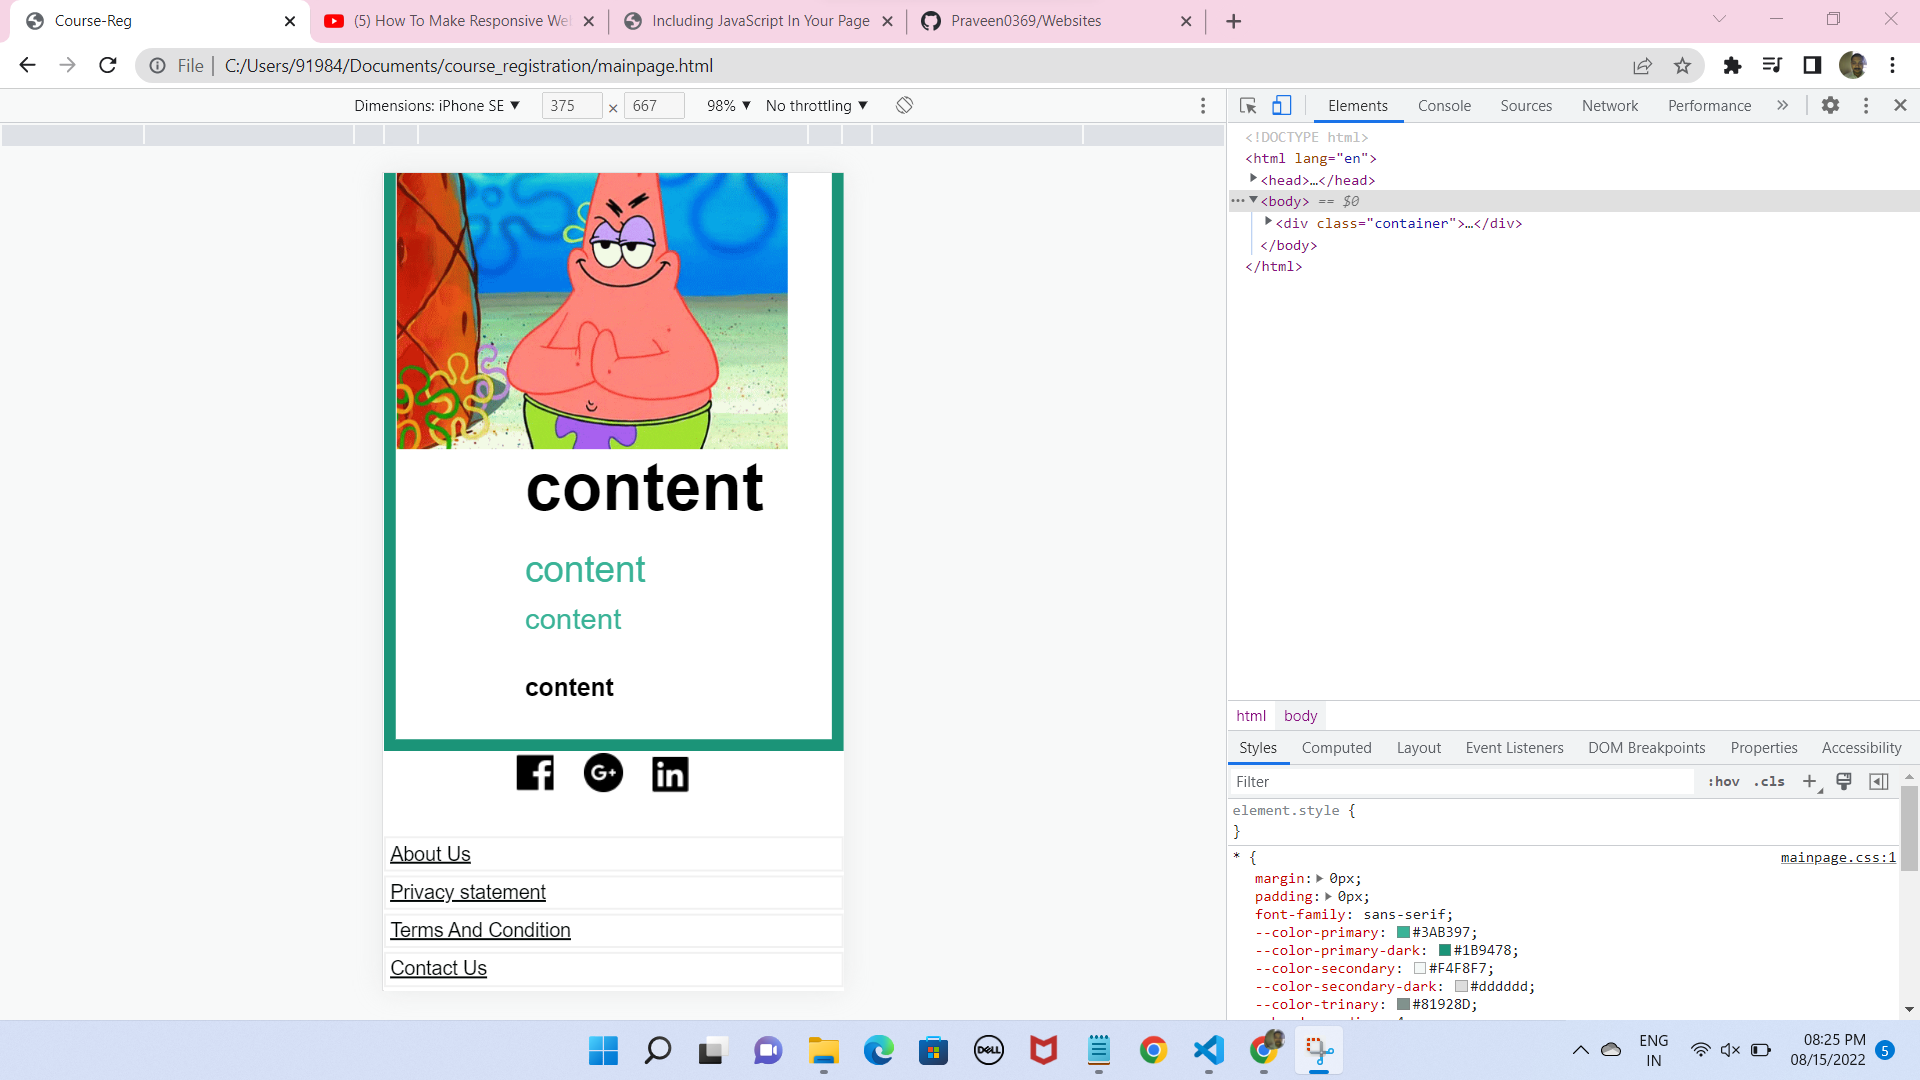 Course-Reg
(5) How To Make Responsive We
Including JavaScript In Your Page
Praveen0369/Websites
File
C:/Users/91984/Documents/course_registration/mainpage.html
Dimensions: iPhone SE ▼ 375 × 667 98% ▼ No throttling ▼
content
content
content
content
G+
in
About Us
Privacy statement
Terms And Condition
Contact Us
Elements Console Sources Network Performance »
<!DOCTYPE html>
<html lang="en">
<head>…</head>
<body> == $0
<div class="container">…</div>
</body>
</html>
html body
Styles Computed Layout Event Listeners DOM Breakpoints Properties Accessibility
Filter
:hov .cls +
element.style {
}
* { mainpage.css:1
margin: 0px;
padding: 0px;
font-family: sans-serif;
--color-primary: #3AB397;
--color-primary-dark: #1B9478;
--color-secondary: #F4F8F7;
--color-secondary-dark: #dddddd;
--color-trinary: #81928D;
DELL
ENG
IN
08:25 PM
08/15/2022
5